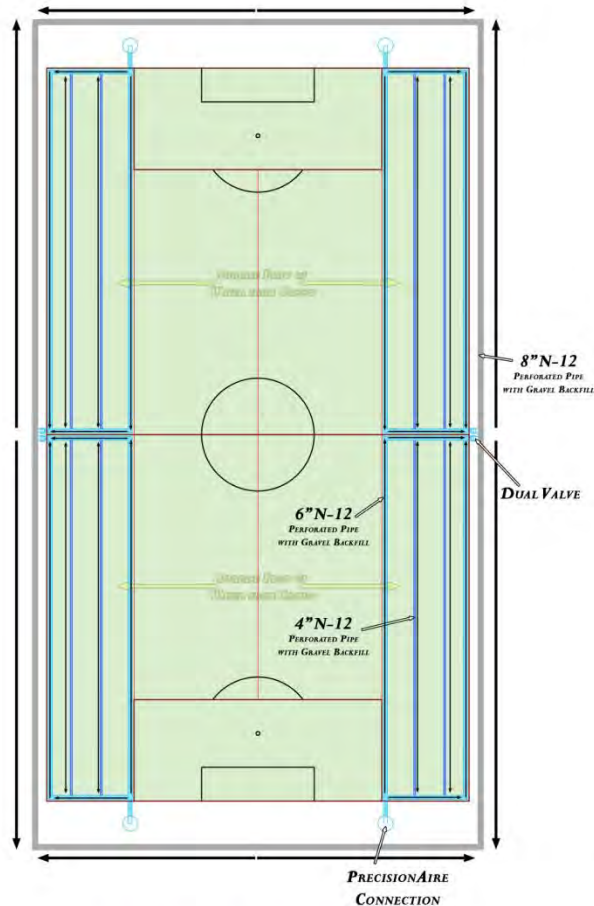 8"N-12
PERFORATED PIPE
WITH GRAVEL BACKFILL
DUAL VALVE
6"N-12
PERFORATED PIPE
WITH GRAVEL BACKFILL
4"N-12
PERFORATED PIPE
WITH GRAVEL BACKFILL
PRECISIONAIRE
CONNECTION